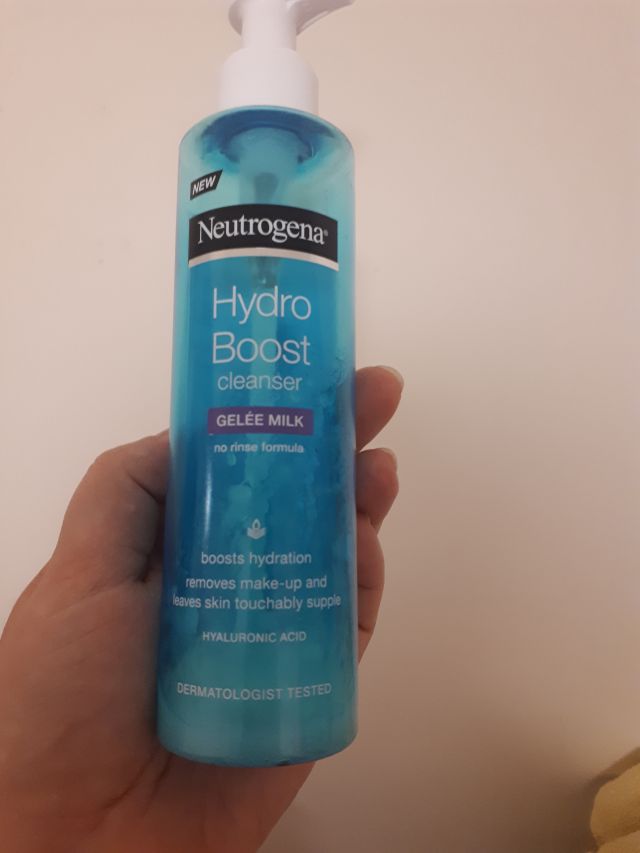 NEW
Neutrogena®
Hydro
Boost
cleanser
GELÉE MILK
no rinse formula
boosts hydration
removes make-up and
leaves skin touchably supple
HYALURONIC ACID
DERMATOLOGIST TESTED